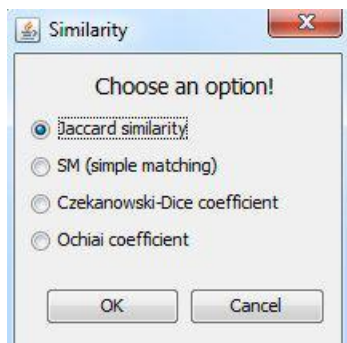 Similarity
Choose an option!
Jaccard similarity
SM (simple matching)
Czekanowski-Dice coefficient
Ochiai coefficient
OK Cancel